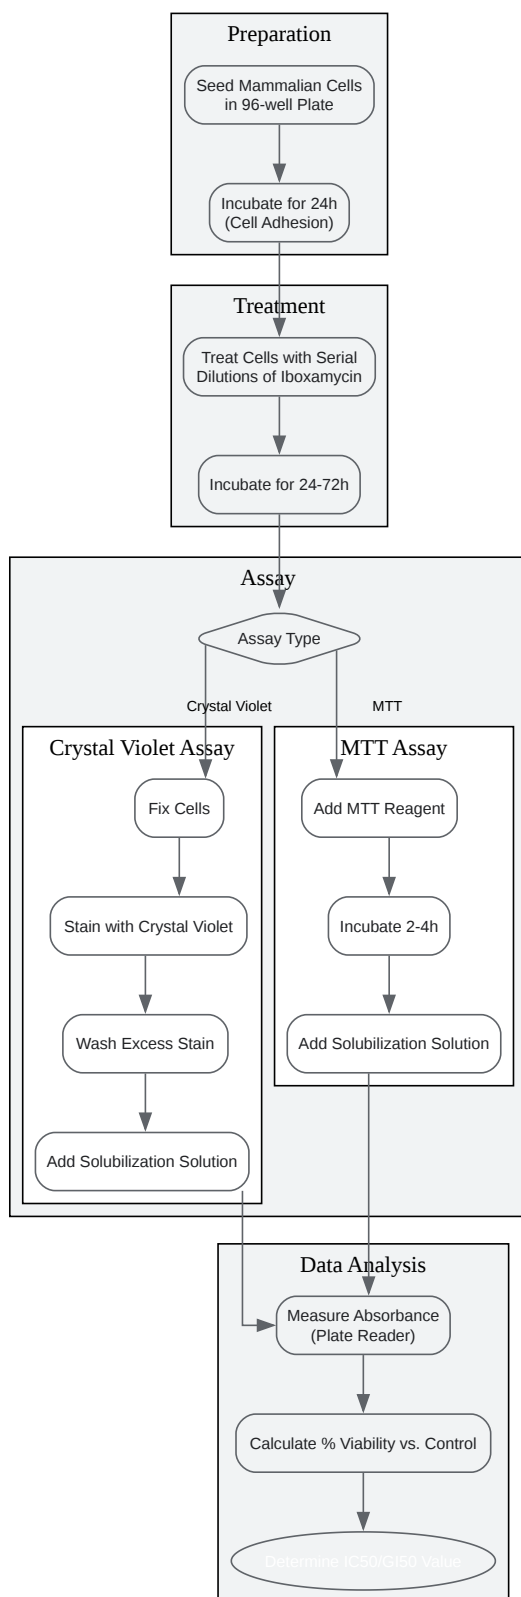 Preparation
Seed Mammalian Cells
in 96-well Plate
Incubate for 24h
(Cell Adhesion)
Treatment
Treat Cells with Serial
Dilutions of Iboxamycin
Incubate for 24-72h
Assay
Assay Type
Crystal Violet
MTT
Crystal Violet Assay
Fix Cells
Stain with Crystal Violet
Wash Excess Stain
Add Solubilization Solution
MTT Assay
Add MTT Reagent
Incubate 2-4h
Add Solubilization Solution
Data Analysis
Measure Absorbance
(Plate Reader)
Calculate % Viability vs. Control
Determine IC50/GI50 Value